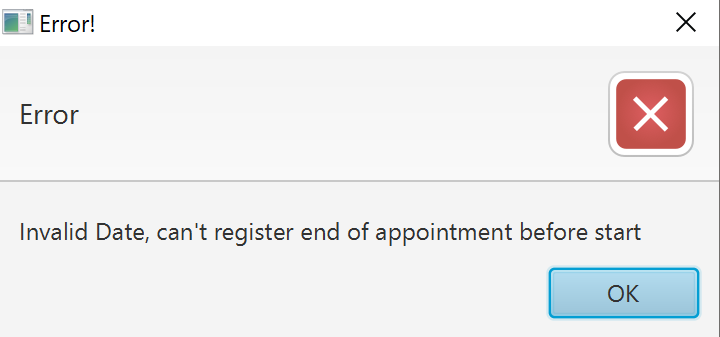 Error!
Error
Invalid Date, can't register end of appointment before start
OK